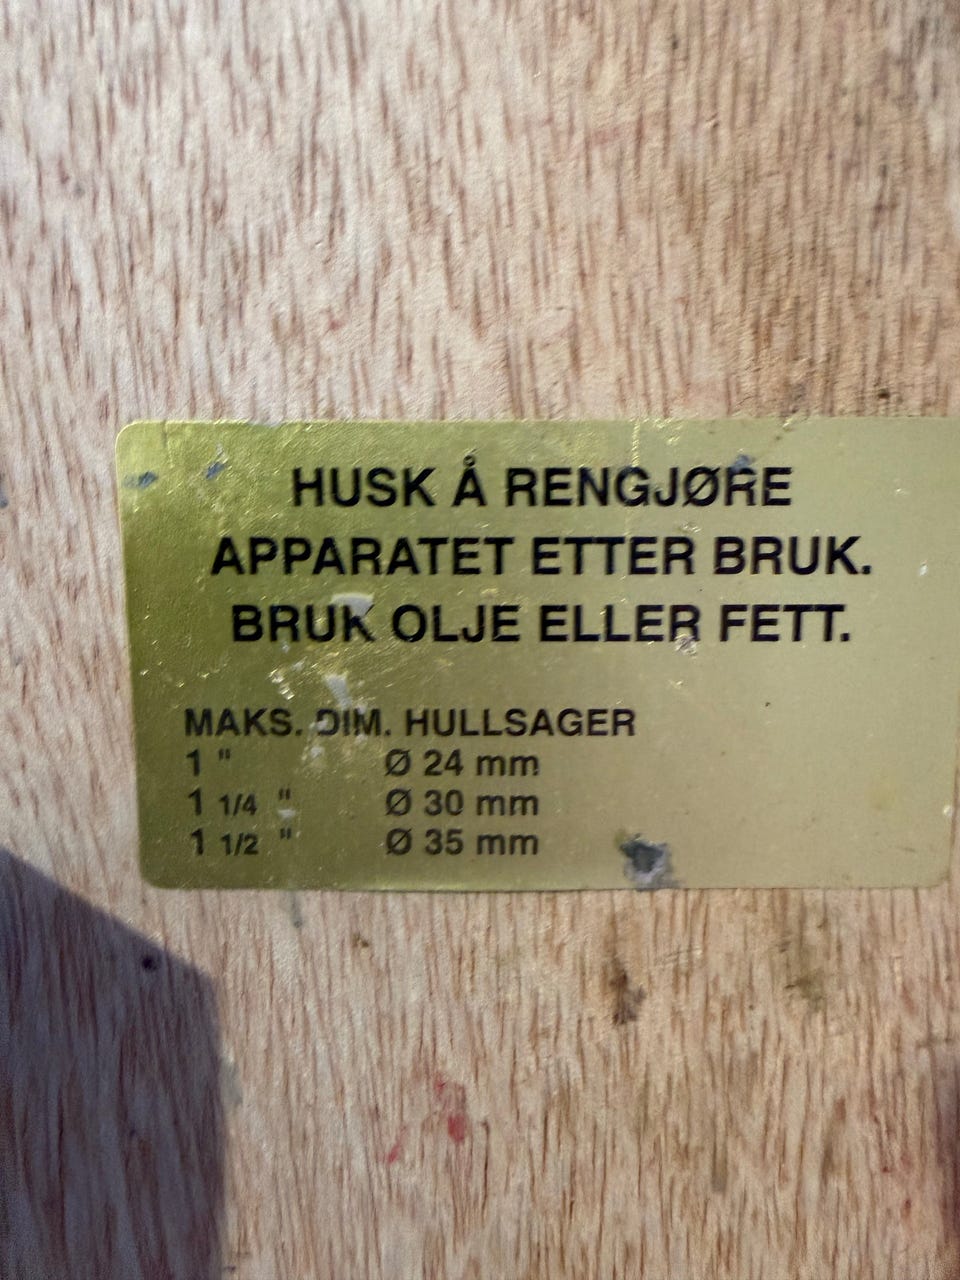 HUSK Å RENGJØRE
APPARATET ETTER BRUK.
BRUK OLJE ELLER FETT.
MAKS. DIM. HULLSAGER
1 " Ø 24 mm
1 1/4 " Ø 30 mm
1 1/2 " Ø 35 mm